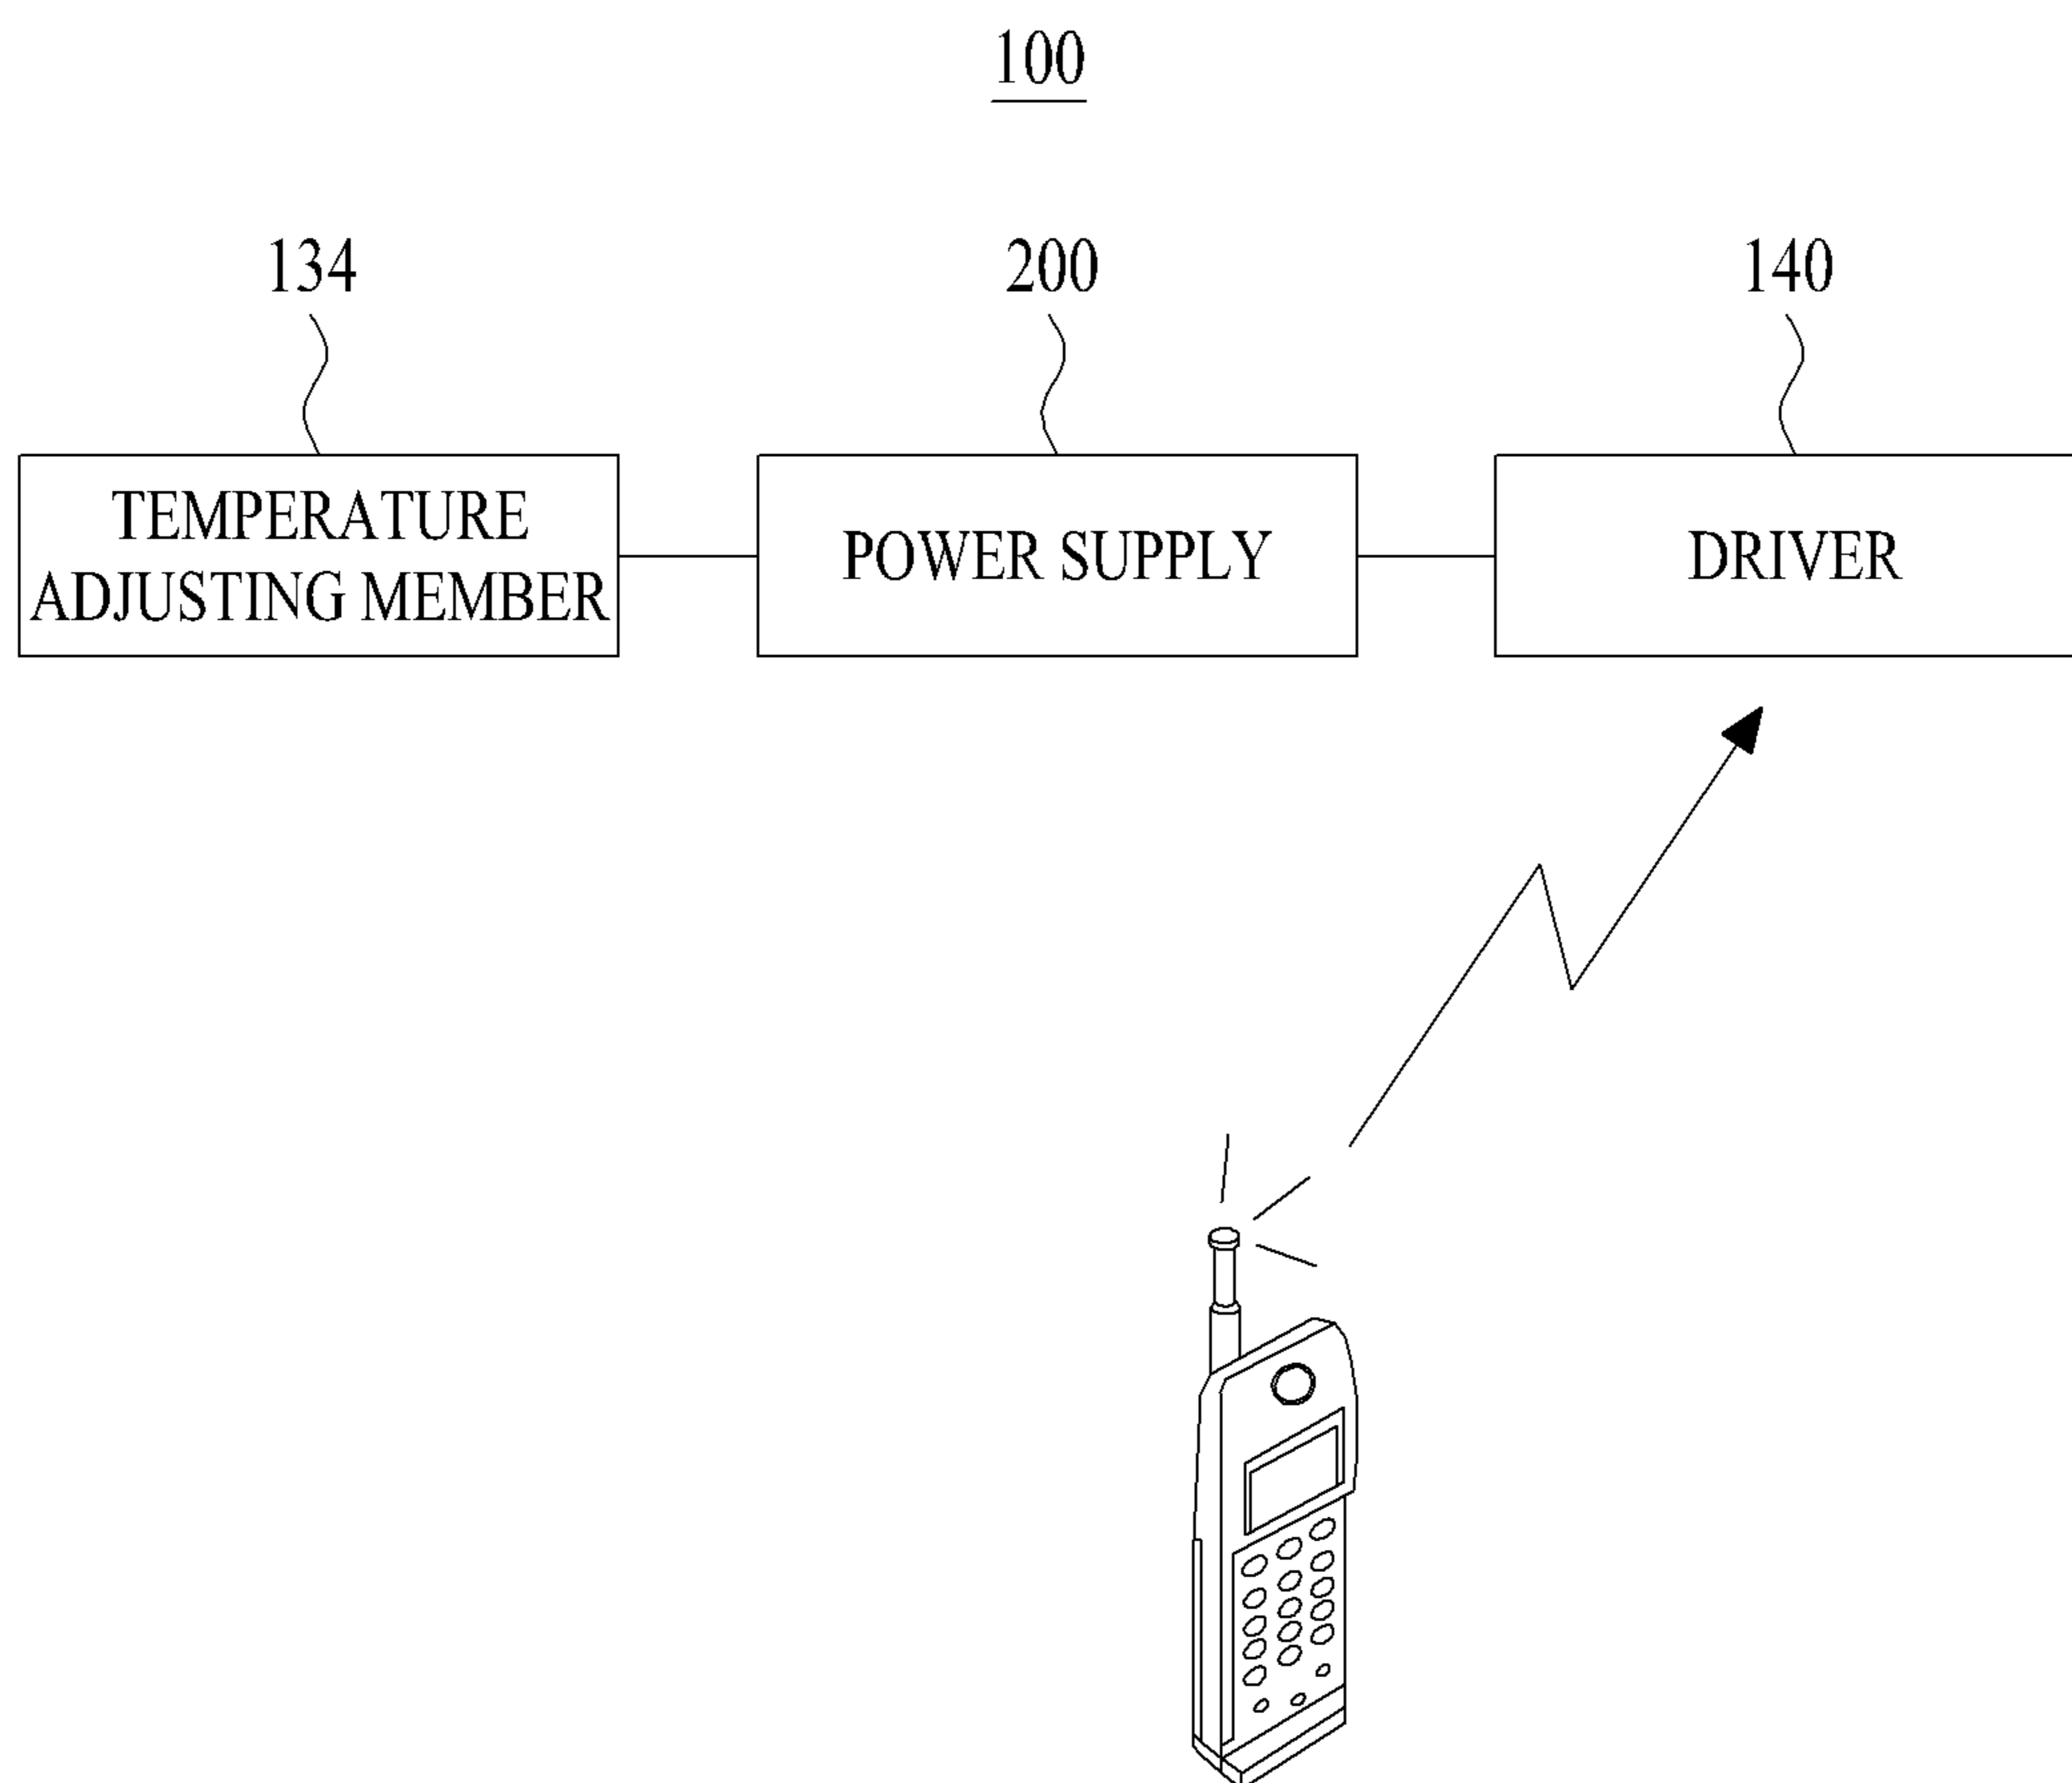 100
134
200
140
TEMPERATURE
ADJUSTING MEMBER
POWER SUPPLY
DRIVER